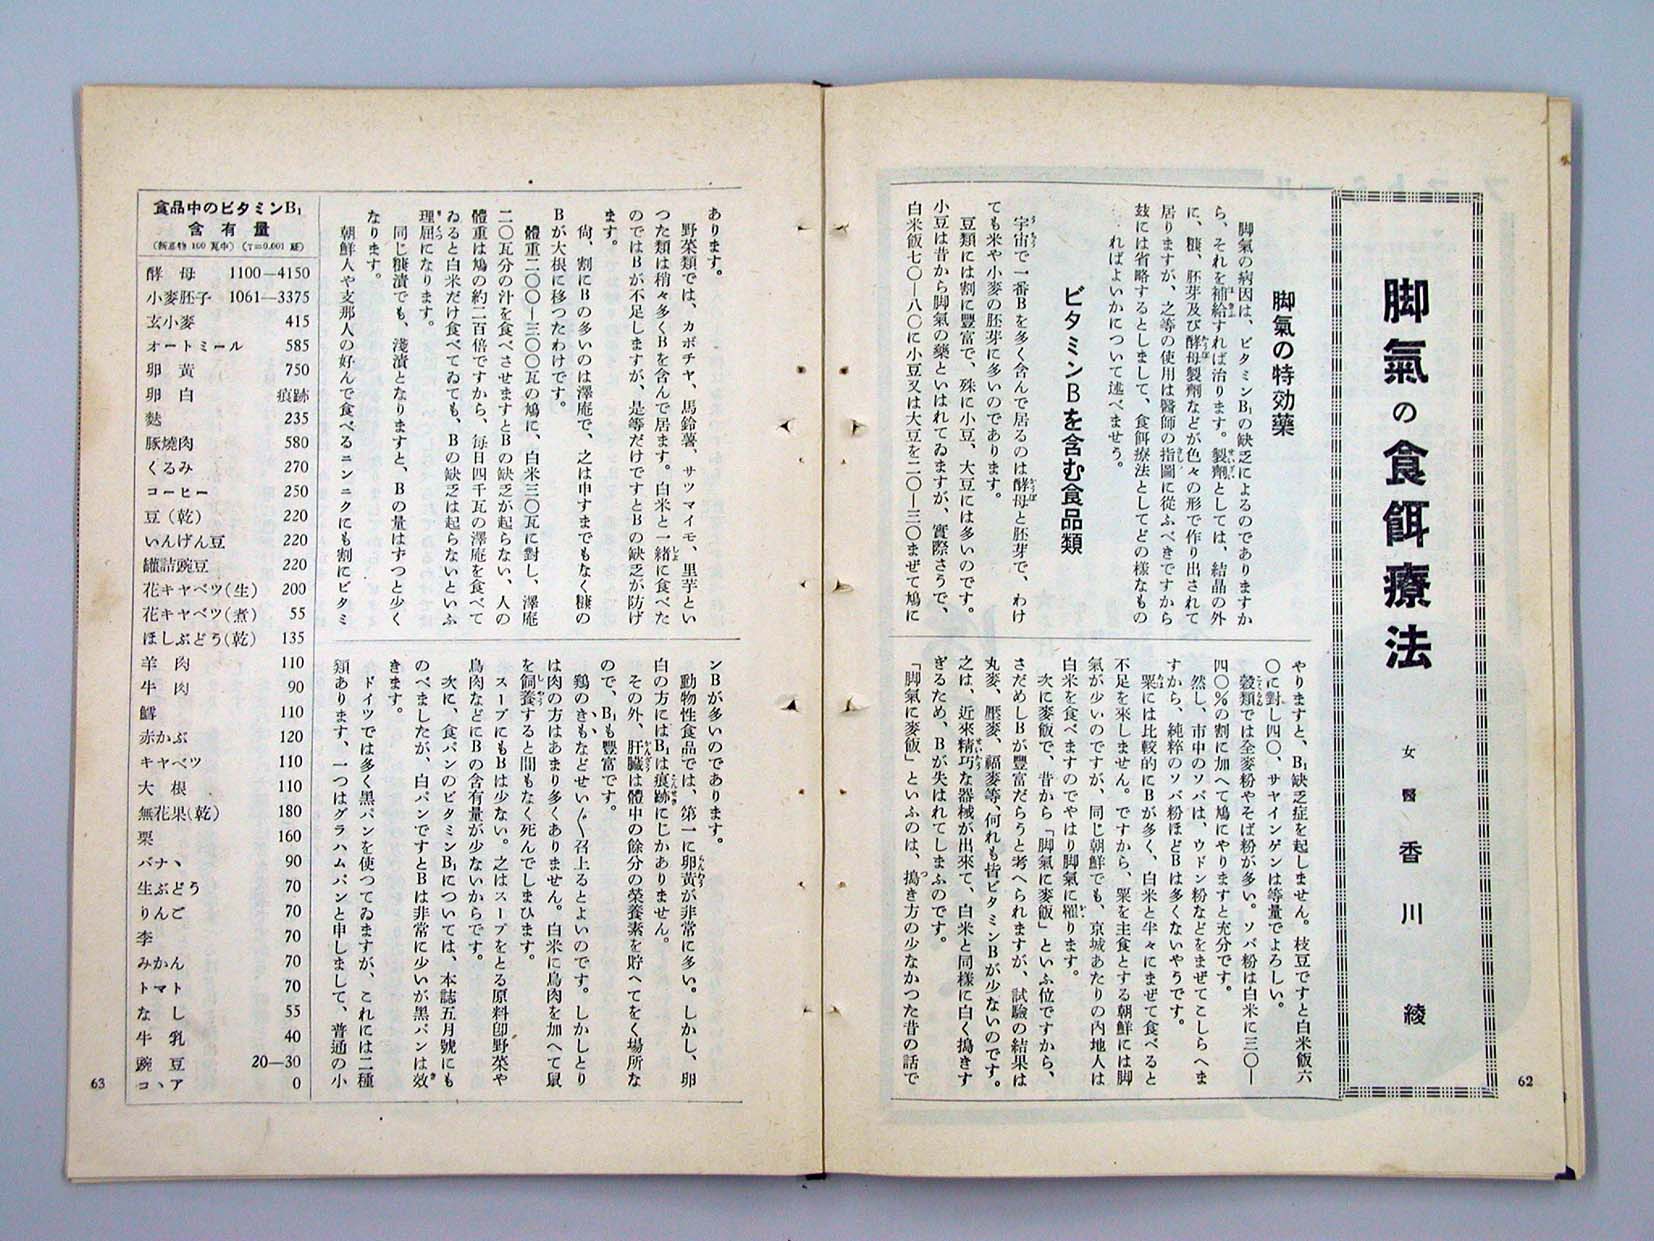 脚氣の食餌療法
女醫 香川 綾
脚氣の特効藥
脚氣の病因は、ビタミンB₁の缺乏によるのでありますか
ら、それを補給すれば治ります。製劑としては、結晶の外
に、糠、胚芽及び酵母製劑などが色々の形で作り出されて
居りますが、之等の使用は醫師の指圖に從ふべきですから
玆には省略するとしまして、食餌療法としてどの様なもの
ればよいかについて述べませう。
ビタミンBを含む食品類
宇宙で一番Bを多く含んで居るのは酵母と胚芽で、わけ
ても米や小麥の胚芽に多いのであります。
豆類には割に豐富で、殊に小豆、大豆には多いのです。
小豆は昔から脚氣の藥といはれてゐますが、實際さうで、
白米飯七〇—八〇に小豆又は大豆を二〇—三〇まぜて鳩に
やりますと、B₁缺乏症を起しません。枝豆ですと白米飯六
〇に對し四〇、サヤインゲンは等量でよろしい。
穀類では全麥粉やそば粉が多い。ソバ粉は白米に三〇—
四〇%の割に加へて鳩にやりますと充分です。
然し、市中のソバは、ウドン粉などをまぜてこしらへま
すから、純粹のソバ粉ほどBは多くないやうです。
粟には比較的にBが多く、白米と半々にまぜて食べると
不足を來しません。ですから、粟を主食とする朝鮮には脚
氣が少いのですが、同じ朝鮮でも、京城あたりの内地人は
白米を食べますのでやはり脚氣に罹ります。
次に麥飯で、昔から「脚氣に麥飯」といふ位ですから、
さだめしBが豐富だらうと考へられますが、試驗の結果は
丸麥、壓麥、福麥等、何れも皆ビタミンBが少ないのです。
之は、近來精巧な器械が出來て、白米と同樣に白く搗きす
ぎるため、Bが失はれてしまふのです。
「脚氣に麥飯」といふのは、搗き方の少なかつた昔の話で
62
あります。
野菜類では、カボチヤ、馬鈴薯、サツマイモ、里芋とい
つた類は稍々多くBを含んで居ます。白米と一緒に食べた
のではBが不足しますが、是等だけですとBの缺乏が防げ
ます。
尙、割にBの多いのは澤庵で、之は申すまでもなく糠の
Bが大根に移つたわけです。
體重二〇〇—三〇〇瓦の鳩に、白米三〇瓦に對し、澤庵
二〇瓦分の汁を食べさせますとBの缺乏が起らない、人の
體重は鳩の約二百倍ですから、毎日四千瓦の澤庵を食べて
ゐると白米だけ食べてゐても、Bの缺乏は起らないといふ
理屈になります。
同じ糠漬でも、淺漬となりますと、Bの量はずつと少く
なります。
朝鮮人や支那人の好んで食べるニンニクにも割にビタミ
ンBが多いのであります。
動物性食品では、第一に卵黃が非常に多い。しかし、卵
白の方にはB₁は痕跡にしかありません。
その外、肝臟は體中の餘分の榮養素を貯へてをく場所な
ので、B₁も豐富です。
鶏のきもなどせいぐ召上るとよいのです。しかしとり
は肉の方はあまり多くありません。白米に鳥肉を加へて鼠
を飼養すると間もなく死んでしまひます。
スープにもBは少ない。之はスープをとる原料卽野菜や
鳥肉などにBの含有量が少ないからです。
次に、食パンのビタミンB₁については、本誌五月號にも
のべましたが、白パンですとBは非常に少いが黑パンは效
きます。
ドイツでは多く黑パンを使つてゐますが、これには二種
類あります、一つはグラハムパンと申しまして、普通の小
食品中のビタミンB₁
含有量
(新鮮物 100 瓦中) (γ=0.001 瓱)
酵母 1100—4150
小麥胚子 1061—3375
玄小麥 415
オートミール 585
卵黃 750
卵白 痕跡
麩 235
豚燒肉 580
くるみ 270
コーヒー 250
豆(乾) 220
いんげん豆 220
罐詰豌豆 220
花キャベツ(生) 200
花キャベツ(煮) 55
ほしぶどう(乾) 135
羊肉 110
牛肉 90
鱈 110
赤かぶ 120
キャベツ 110
大根 110
無花果(乾) 180
栗 160
バナヽ 90
生ぶどう 70
りんご 70
李 70
みかん 70
トマト 70
なし 55
牛乳 40
豌豆 20—30
コヽア 0
63